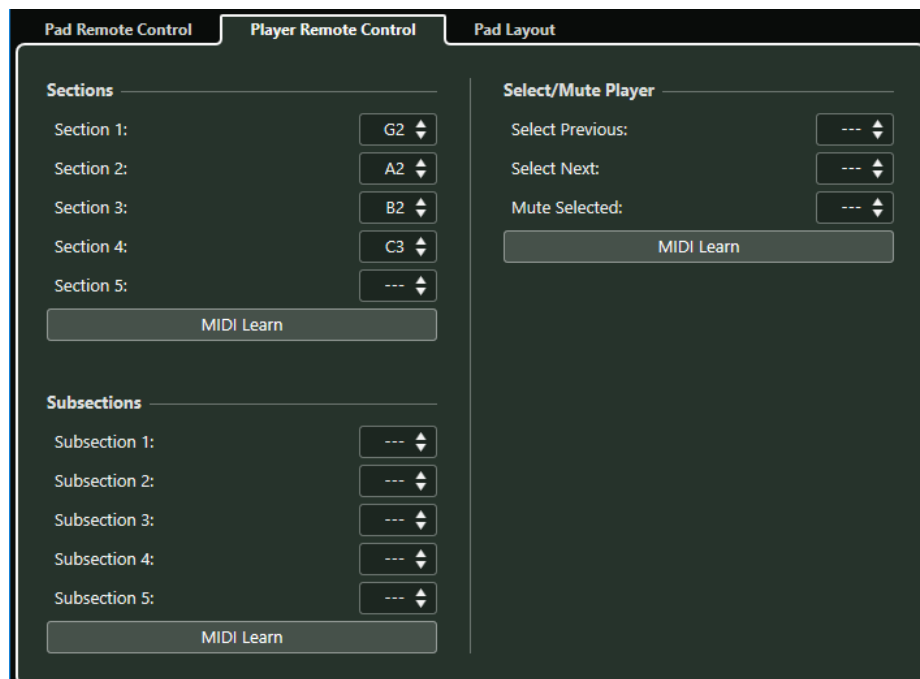 Pad Remote Control
Player Remote Control
Pad Layout
Sections
Section 1:
G2
Section 2:
A2
Section 3:
B2
Section 4:
C3
Section 5:
---
MIDI Learn
Subsections
Subsection 1:
---
Subsection 2:
---
Subsection 3:
---
Subsection 4:
---
Subsection 5:
---
MIDI Learn
Select/Mute Player
Select Previous:
---
Select Next:
---
Mute Selected:
---
MIDI Learn